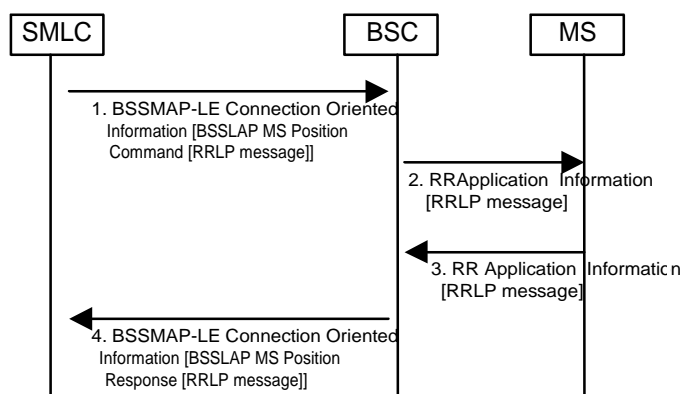 SMLC
BSC
MS
1. BSSMAP-LE Connection Oriented
Information [BSSLAP MS Position
Command [RRLP message]]
2. RRApplication Information
[RRLP message]
3. RR Application Information
[RRLP message]
4. BSSMAP-LE Connection Oriented
Information [BSSLAP MS Position
Response [RRLP message]]